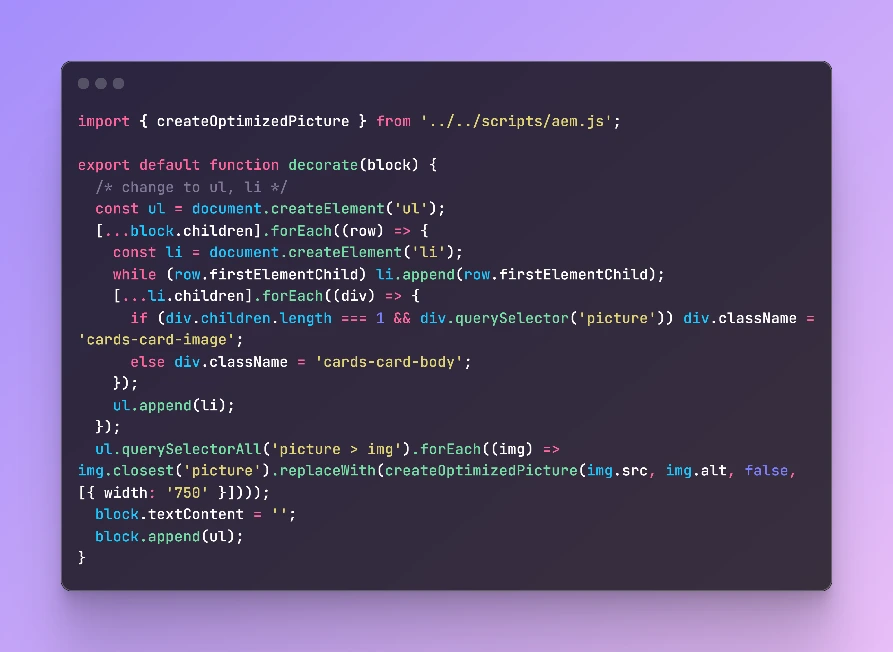 import { createOptimizedPicture } from '../../scripts/aem.js';

export default function decorate(block) {
  /* change to ul, li */
  const ul = document.createElement('ul');
  [...block.children].forEach((row) => {
    const li = document.createElement('li');
    while (row.firstElementChild) li.append(row.firstElementChild);
    [...li.children].forEach((div) => {
      if (div.children.length === 1 && div.querySelector('picture')) div.className =
'cards-card-image';
      else div.className = 'cards-card-body';
    });
    ul.append(li);
  });
  ul.querySelectorAll('picture > img').forEach((img) =>
img.closest('picture').replaceWith(createOptimizedPicture(img.src, img.alt, false,
[{ width: '750' }])));
  block.textContent = '';
  block.append(ul);
}